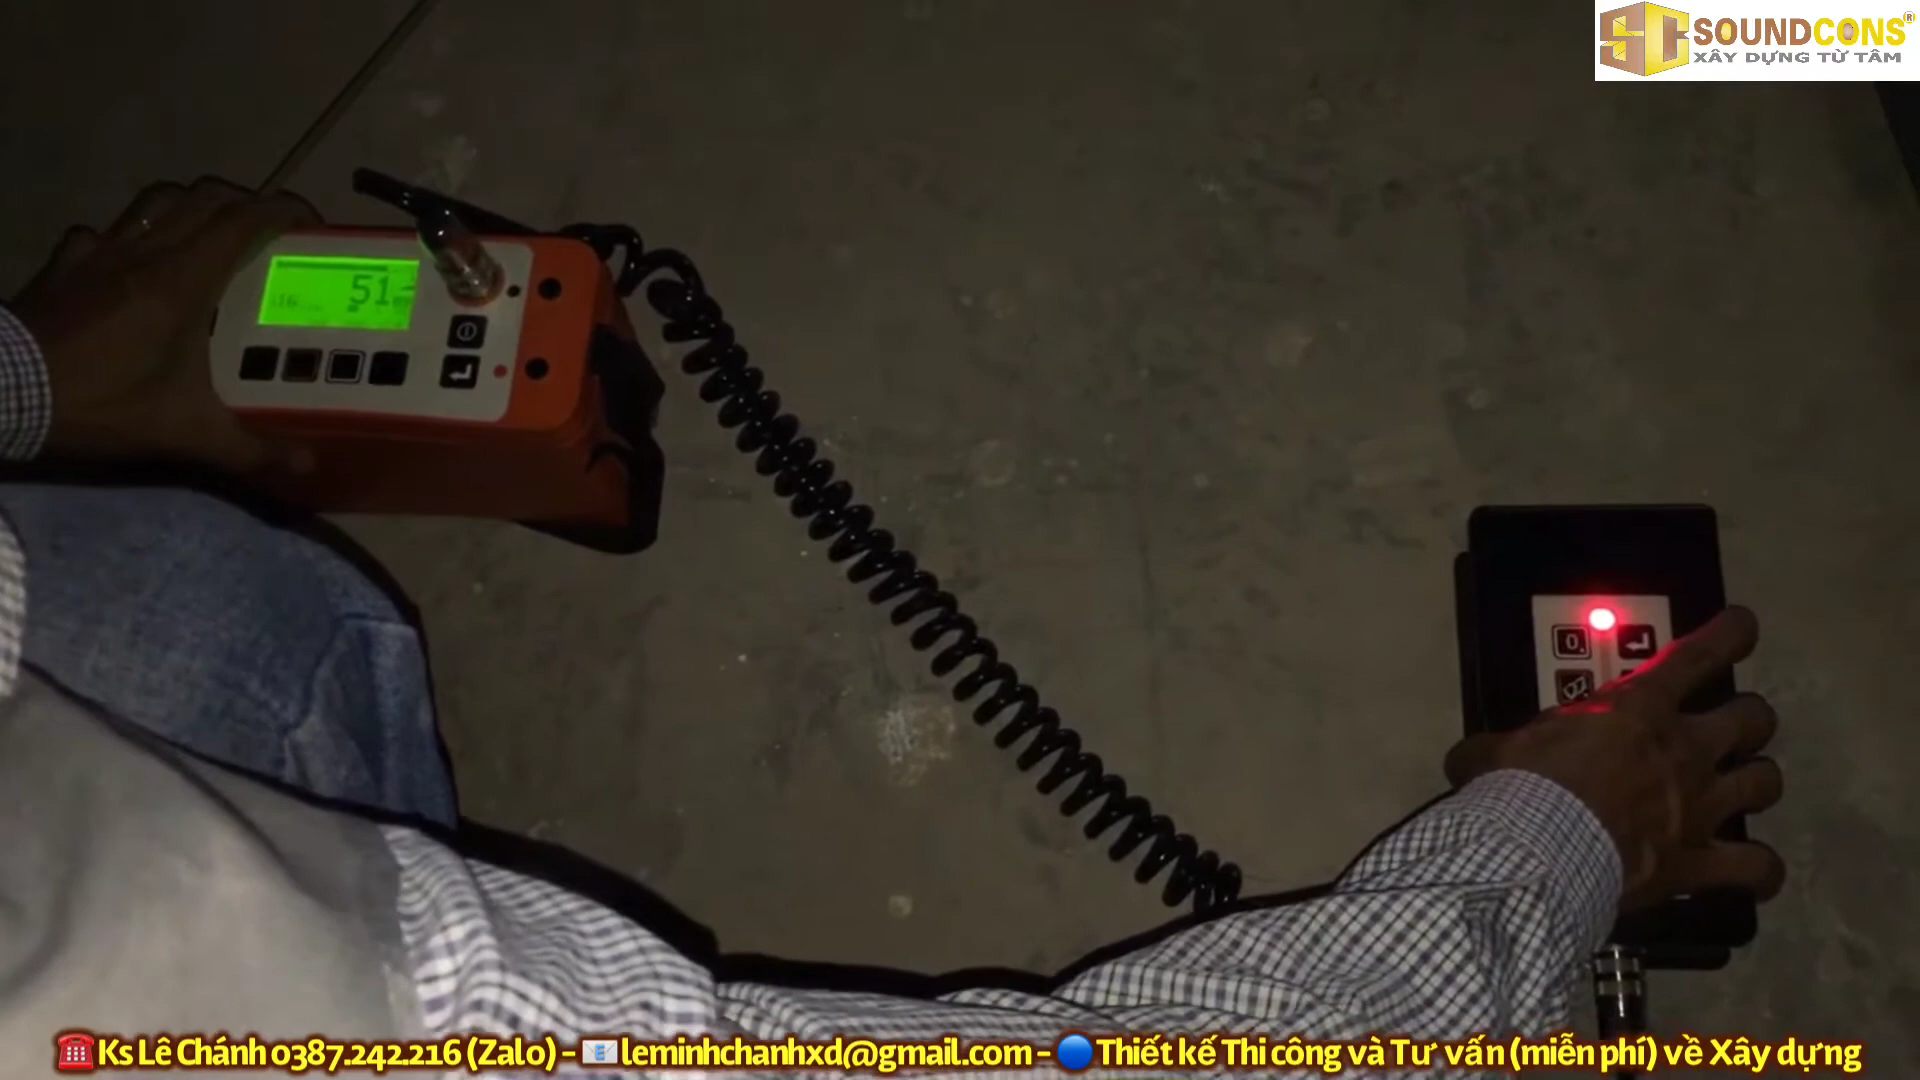 SOUNDCONS®
XÂY DỰNG TỪ TÂM
51
0
Ks Lê Chánh 0387.242.216 (Zalo) - leminhchanhxd@gmail.com - Thiết kế Thi công và Tư vấn (miễn phí) về Xây dựng